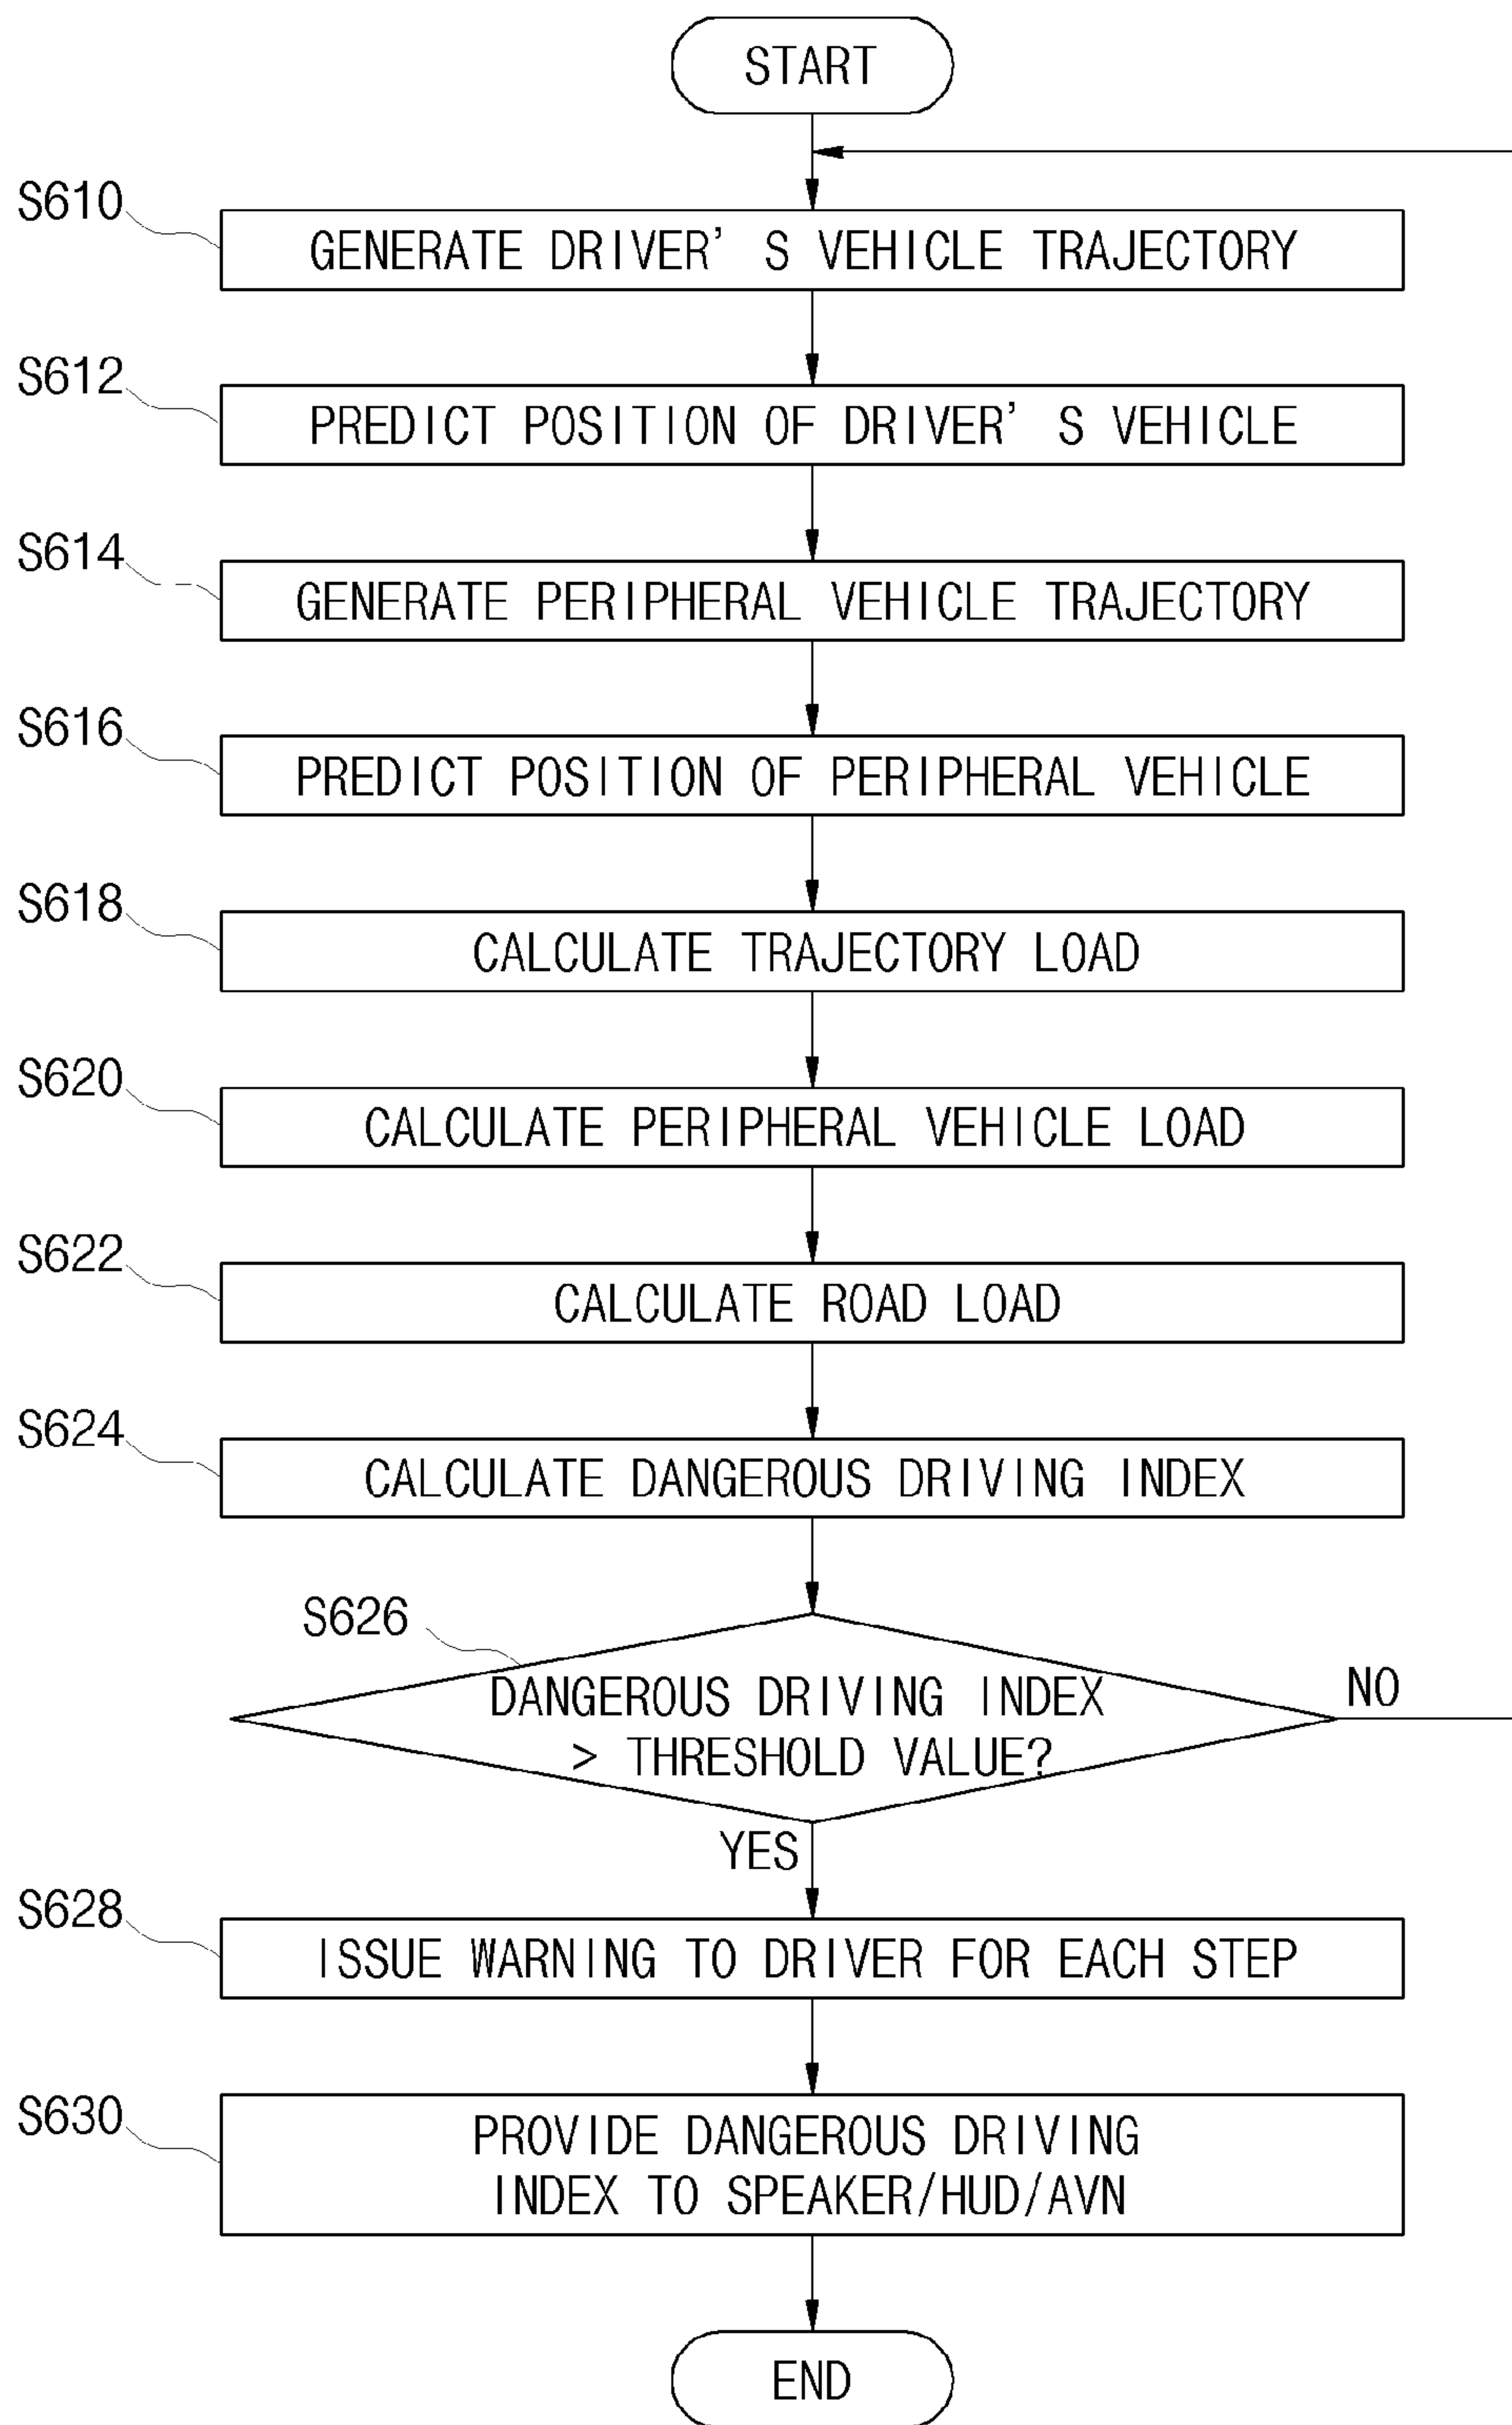 START
S610
GENERATE DRIVER' S VEHICLE TRAJECTORY
S612
PREDICT POSITION OF DRIVER' S VEHICLE
S614
GENERATE PERIPHERAL VEHICLE TRAJECTORY
S616
PREDICT POSITION OF PERIPHERAL VEHICLE
S618
CALCULATE TRAJECTORY LOAD
S620
CALCULATE PERIPHERAL VEHICLE LOAD
S622
CALCULATE ROAD LOAD
S624
CALCULATE DANGEROUS DRIVING INDEX
S626
DANGEROUS DRIVING INDEX
> THRESHOLD VALUE?
NO
YES
S628
ISSUE WARNING TO DRIVER FOR EACH STEP
S630
PROVIDE DANGEROUS DRIVING
INDEX TO SPEAKER/HUD/AVN
END